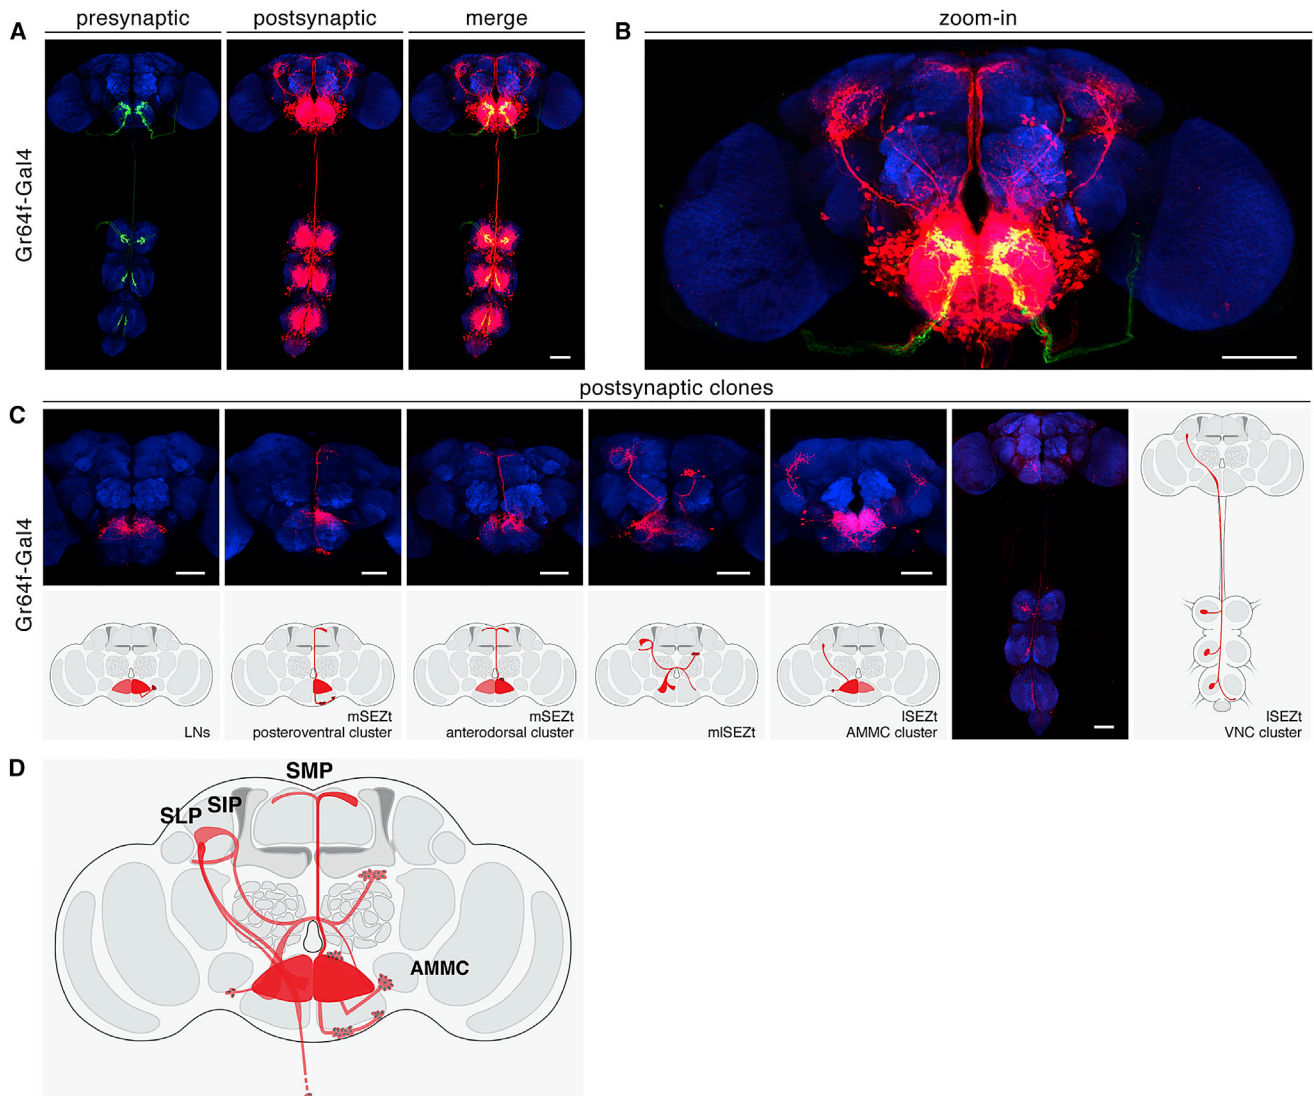 A
presynaptic
postsynaptic
merge
B
zoom-in
Gr64f-Gal4
postsynaptic clones
C
Gr64f-Gal4
LNs
mSEZt
posteroventral cluster
mSEZt
anterodorsal cluster
mlSEZt
lSEZt
AMMC cluster
lSEZt
VNC cluster
D
SMP
SIP
SLP
AMMC